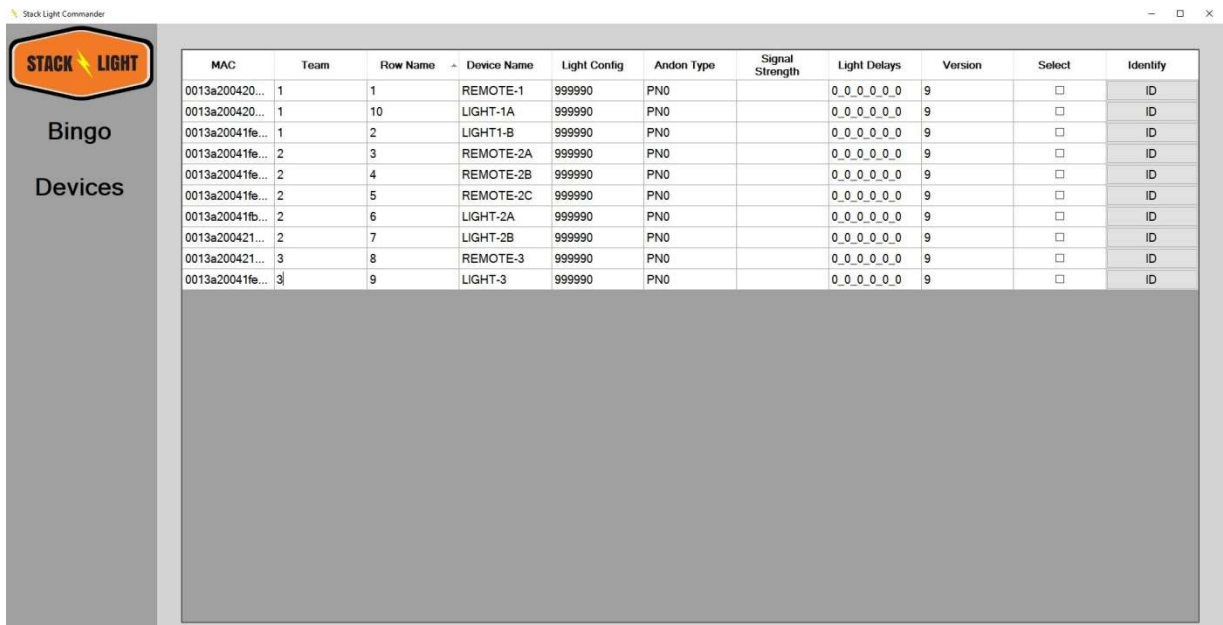 Stack Light Commander
STACK LIGHT
Bingo
Devices
MAC Team Row Name Device Name Light Config Andon Type Signal Strength Light Delays Version Select Identify
0013a200420... 1 1 REMOTE-1 999990 PN0 0_0_0_0_0_0 9 ID
0013a200420... 1 10 LIGHT-1A 999990 PN0 0_0_0_0_0_0 9 ID
0013a20041fe... 1 2 LIGHT1-B 999990 PN0 0_0_0_0_0_0 9 ID
0013a20041fe... 2 3 REMOTE-2A 999990 PN0 0_0_0_0_0_0 9 ID
0013a20041fe... 2 4 REMOTE-2B 999990 PN0 0_0_0_0_0_0 9 ID
0013a20041fe... 2 5 REMOTE-2C 999990 PN0 0_0_0_0_0_0 9 ID
0013a20041fb... 2 6 LIGHT-2A 999990 PN0 0_0_0_0_0_0 9 ID
0013a200421... 2 7 LIGHT-2B 999990 PN0 0_0_0_0_0_0 9 ID
0013a200421... 3 8 REMOTE-3 999990 PN0 0_0_0_0_0_0 9 ID
0013a20041fe... 3 9 LIGHT-3 999990 PN0 0_0_0_0_0_0 9 ID